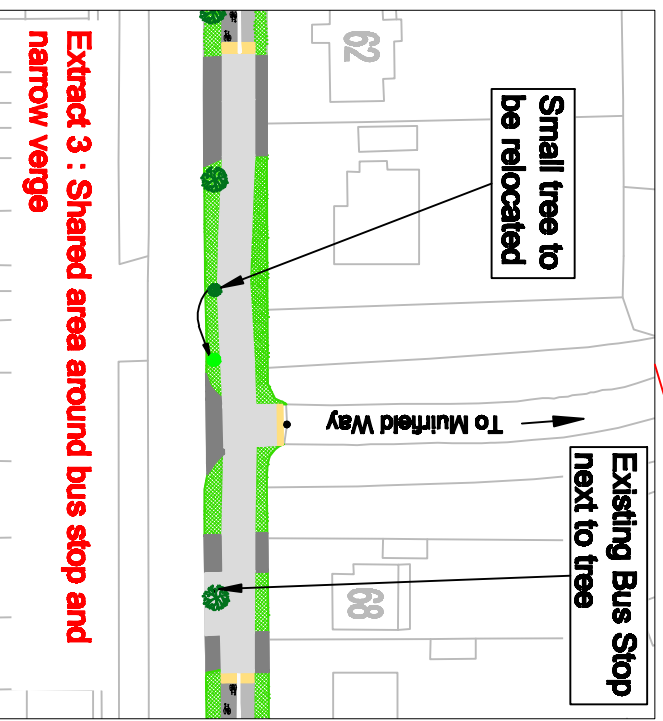 62
Small tree to
be relocated
To Muirfield Way
Existing Bus Stop
next to tree
68
Extract 3 : Shared area around bus stop and
narrow verge